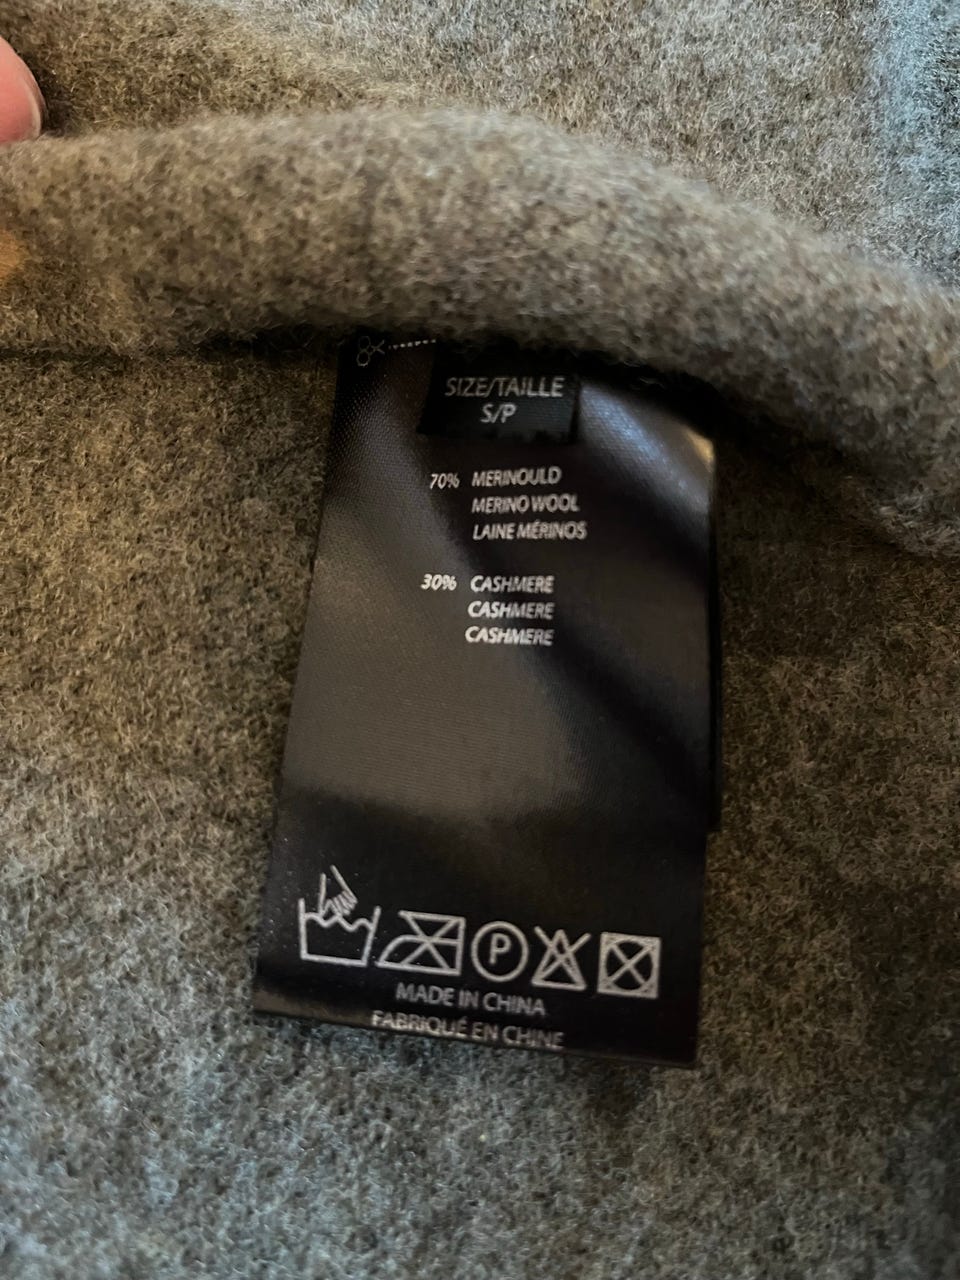 SIZE/TAILLE
S/P
70% MERINOULD
MERINO WOOL
LAINE MÉRINOS
30% CASHMERE
CASHMERE
CASHMERE
P
MADE IN CHINA
FABRIQUÉ EN CHINE